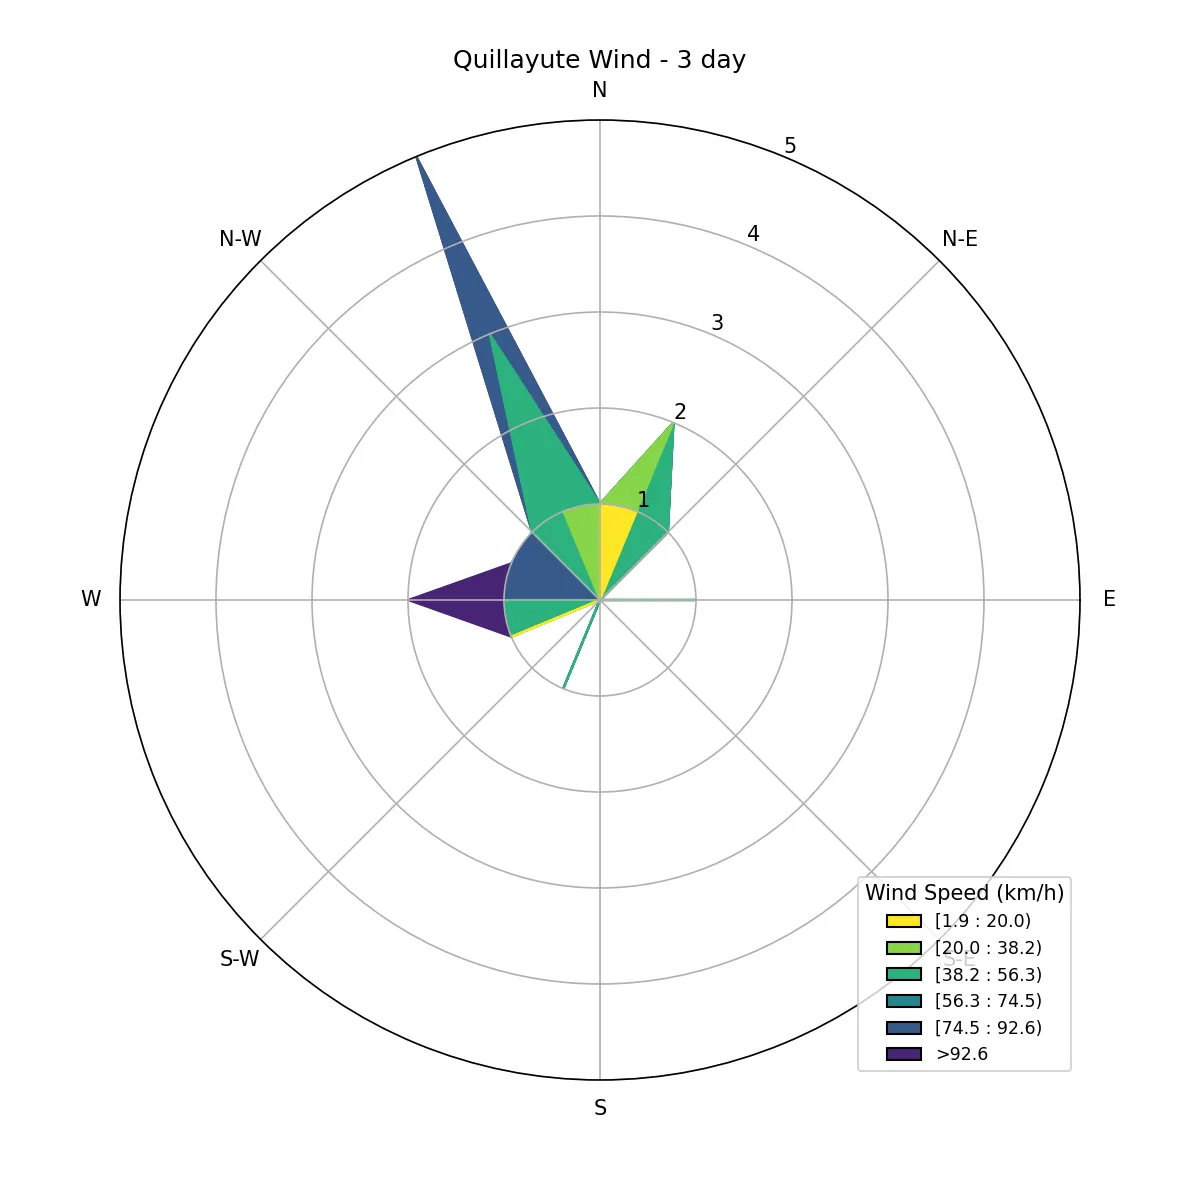 Quillayute Wind - 3 day
N
5
N-W
4
N-E
3
2
1
W
E
Wind Speed (km/h)
[1.9 : 20.0)
[20.0 : 38.2)
S-W
S-E
[38.2 : 56.3)
[56.3 : 74.5)
[74.5 : 92.6)
>92.6
S